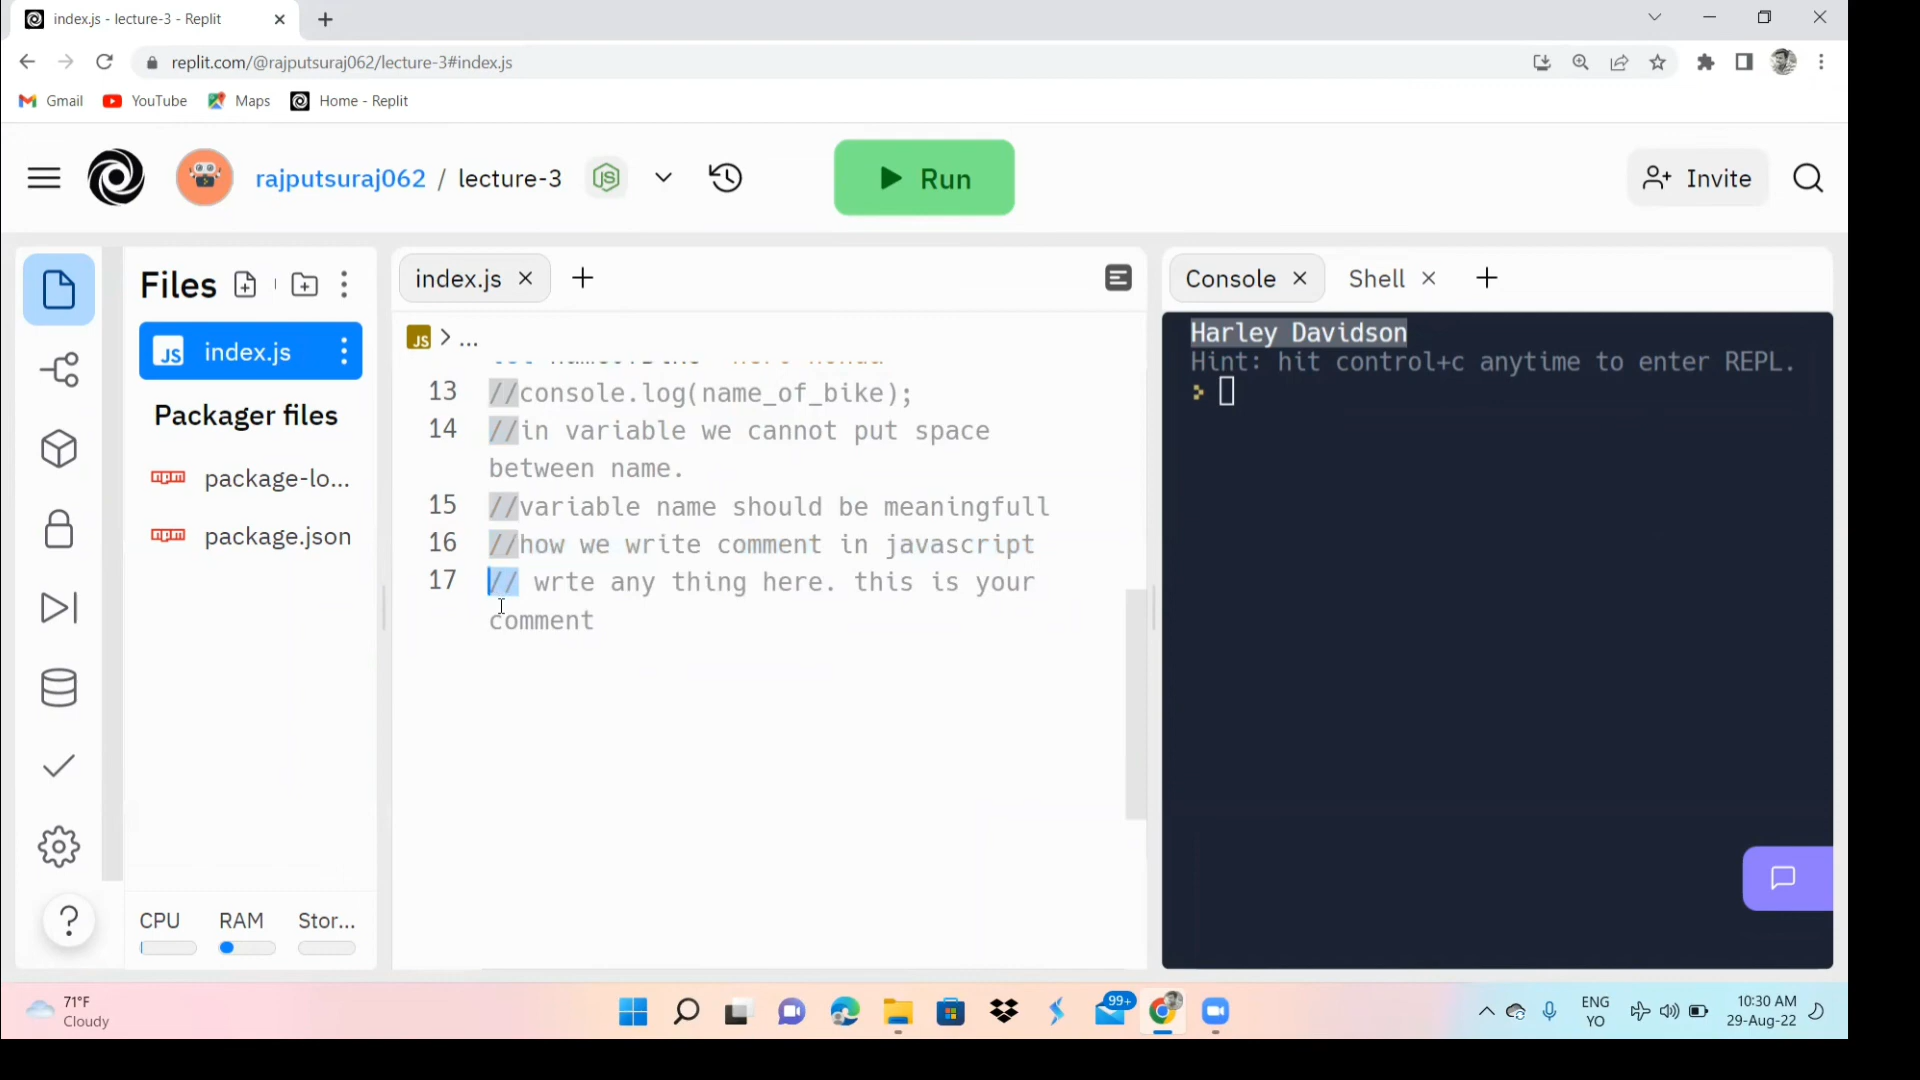 index.js - lecture-3 - Replit
replit.com/@rajputsuraj062/lecture-3#index.js
Gmail YouTube Maps Home - Replit
rajputsuraj062 / lecture-3 Run Invite
Files
index.js
Packager files
package-lo...
package.json
CPU RAM Stor...
index.js
JS > ...
13 //console.log(name_of_bike);
14 //in variable we cannot put space
between name.
15 //variable name should be meaningfull
16 //how we write comment in javascript
17 // wrte any thing here. this is your
comment
Console Shell
Harley Davidson
Hint: hit control+c anytime to enter REPL.
71°F
Cloudy
99+
ENG
YO
10:30 AM
29-Aug-22